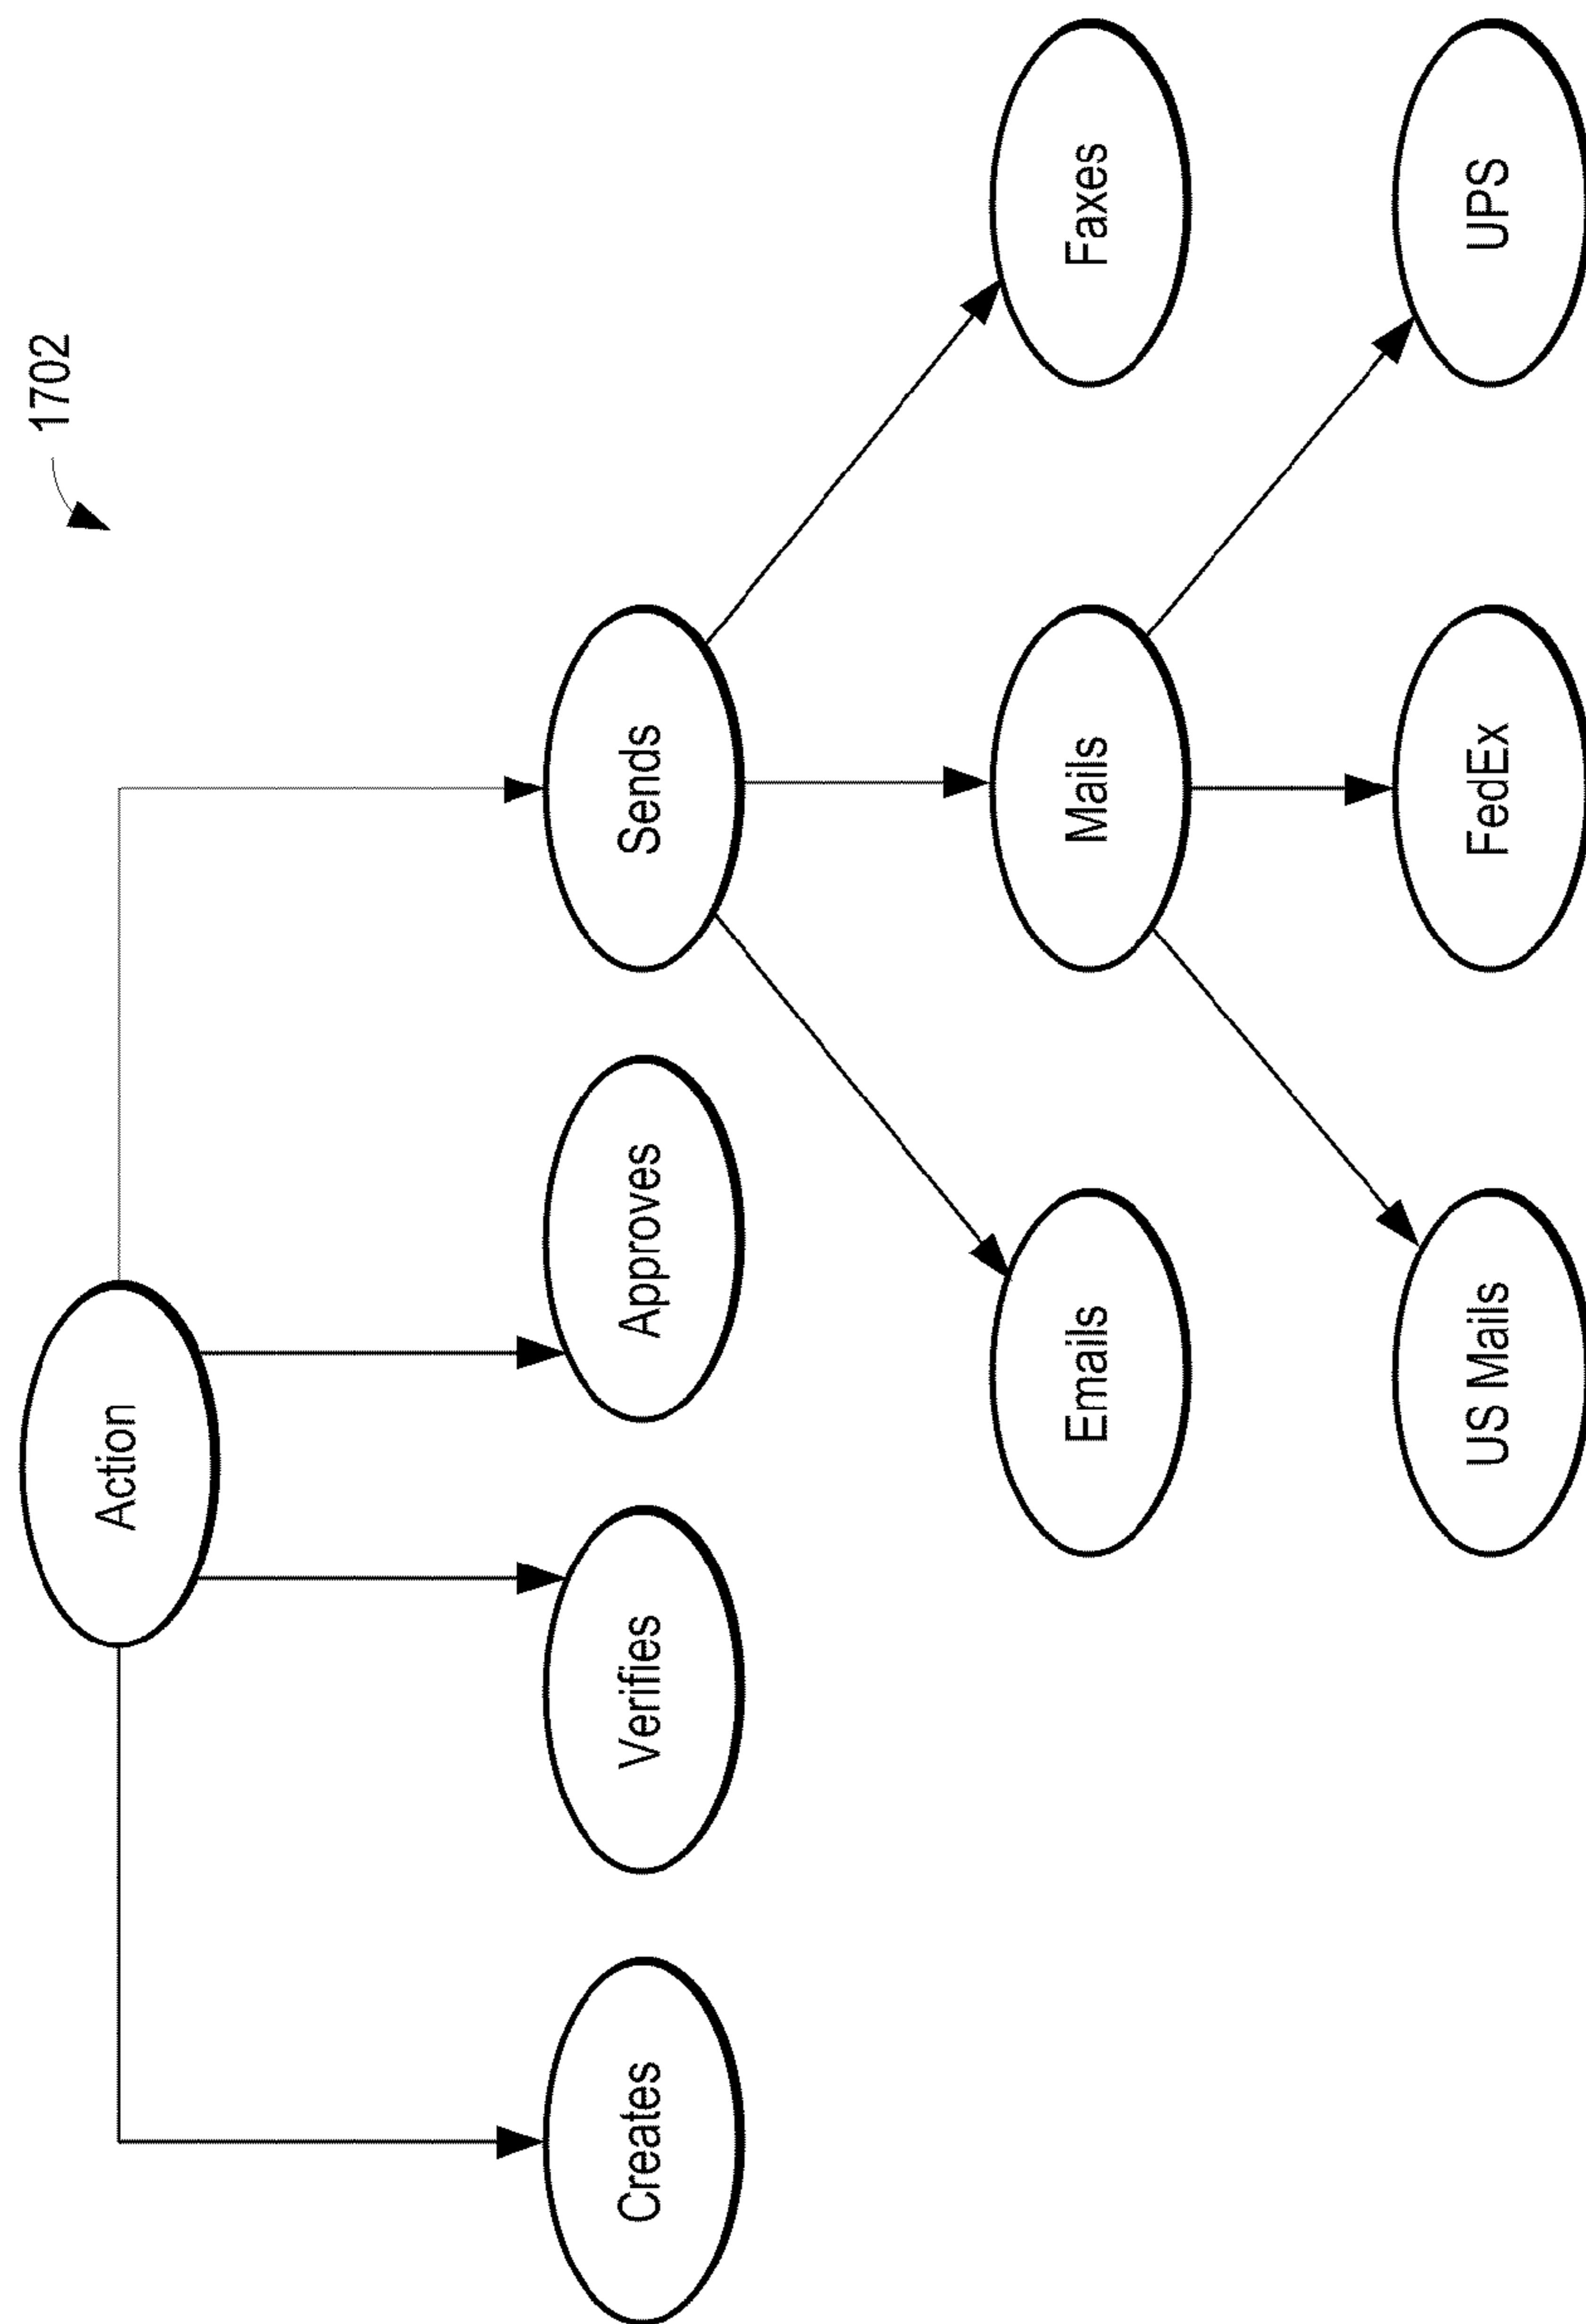 1702
Action
Creates
Verifies
Approves
Sends
Emails
Mails
Faxes
US Mails
FedEx
UPS